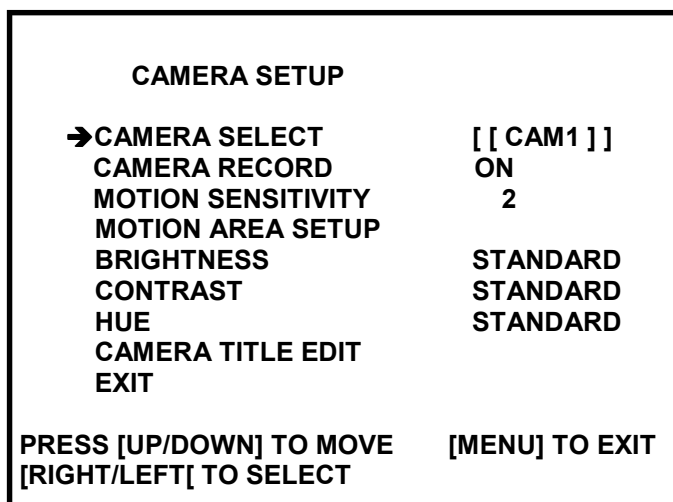 CAMERA SETUP
➔CAMERA SELECT [ [ CAM1 ] ]
CAMERA RECORD ON
MOTION SENSITIVITY 2
MOTION AREA SETUP
BRIGHTNESS STANDARD
CONTRAST STANDARD
HUE STANDARD
CAMERA TITLE EDIT
EXIT
PRESS [UP/DOWN] TO MOVE [MENU] TO EXIT
[RIGHT/LEFT[ TO SELECT